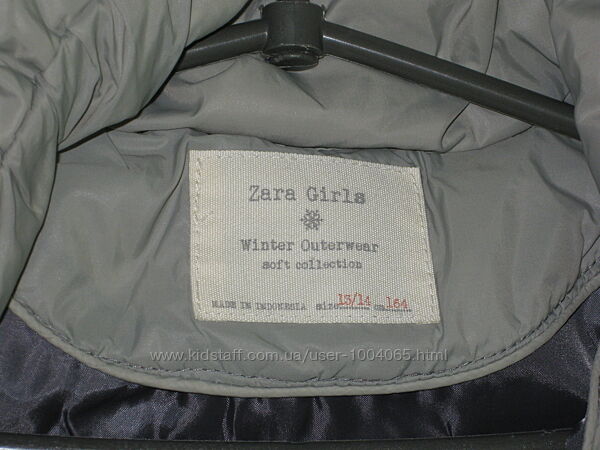 Zara Girls
Winter Outerwear
soft collection
MADE IN INDONESIA size 13/14 cm 164
www.kidstaff.com.ua/user-1004065.html